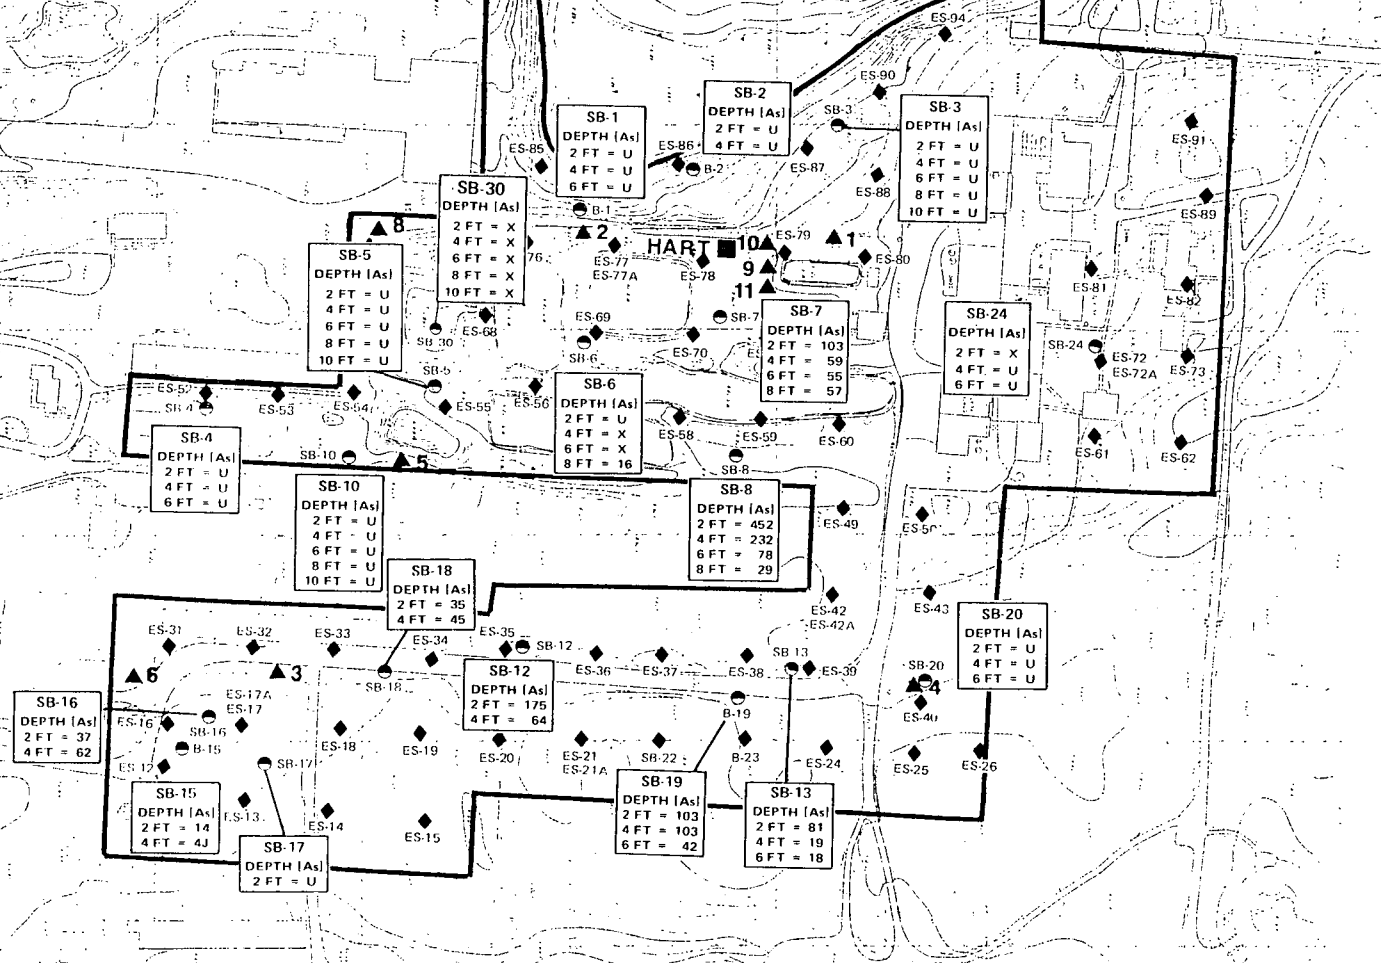 ES-94
ES-90
SB-2
DEPTH [As]
2 FT = U
4 FT = U
SB-3
SB-3
DEPTH [As]
2 FT = U
4 FT = U
6 FT = U
8 FT = U
10 FT = U
SB-1
DEPTH [As]
2 FT = U
4 FT = U
6 FT = U
ES-91
ES-85
ES-86
B-2
ES-87
ES-88
ES-89
SB-30
DEPTH [As]
2 FT = X
4 FT = X
6 FT = X
8 FT = X
10 FT = X
B-1
8
2
HART
10
ES-79
1
76
ES-77
ES-77A
ES-78
9
11
ES-80
ES-81
ES-82
SB-5
DEPTH [As]
2 FT = U
4 FT = U
6 FT = U
8 FT = U
10 FT = U
SB-30
ES-68
ES-69
SB-6
SB-7
ES-70
SB-7
DEPTH [As]
2 FT = 103
4 FT = 59
6 FT = 55
8 FT = 57
SB-24
DEPTH [As]
2 FT = X
4 FT = U
6 FT = U
SB-24
ES-72
ES-72A
ES-73
ES-52
SB-4
ES-53
ES-54
SB-5
ES-55
ES-56
SB-6
DEPTH [As]
2 FT = U
4 FT = X
6 FT = X
8 FT = 16
ES-58
ES-59
ES-60
ES-61
ES-62
SB-4
DEPTH [As]
2 FT = U
4 FT = U
6 FT = U
SB-10
5
SB-8
SB-10
DEPTH [As]
2 FT = U
4 FT = U
6 FT = U
8 FT = U
10 FT = U
SB-8
DEPTH [As]
2 FT = 452
4 FT = 232
6 FT = 78
8 FT = 29
ES-49
ES-50
SB-18
DEPTH [As]
2 FT = 35
4 FT = 45
ES-42
ES-42A
ES-43
SB-20
DEPTH [As]
2 FT = U
4 FT = U
6 FT = U
ES-31
ES-32
ES-33
ES-34
ES-35
SB-12
ES-36
ES-37
ES-38
SB-13
ES-39
SB-20
4
ES-40
6
3
SB-18
SB-12
DEPTH [As]
2 FT = 175
4 FT = 64
SB-16
DEPTH [As]
2 FT = 37
4 FT = 62
ES-17A
ES-17
ES-16
SB-16
B-15
ES-12
SB-17
ES-18
ES-19
ES-20
ES-21
ES-21A
SB-22
B-19
B-23
ES-24
ES-25
ES-26
SB-15
DEPTH [As]
2 FT = 14
4 FT = 4J
ES-13
ES-14
ES-15
SB-19
DEPTH [As]
2 FT = 103
4 FT = 103
6 FT = 42
SB-13
DEPTH [As]
2 FT = 81
4 FT = 19
6 FT = 18
SB-17
DEPTH [As]
2 FT = U